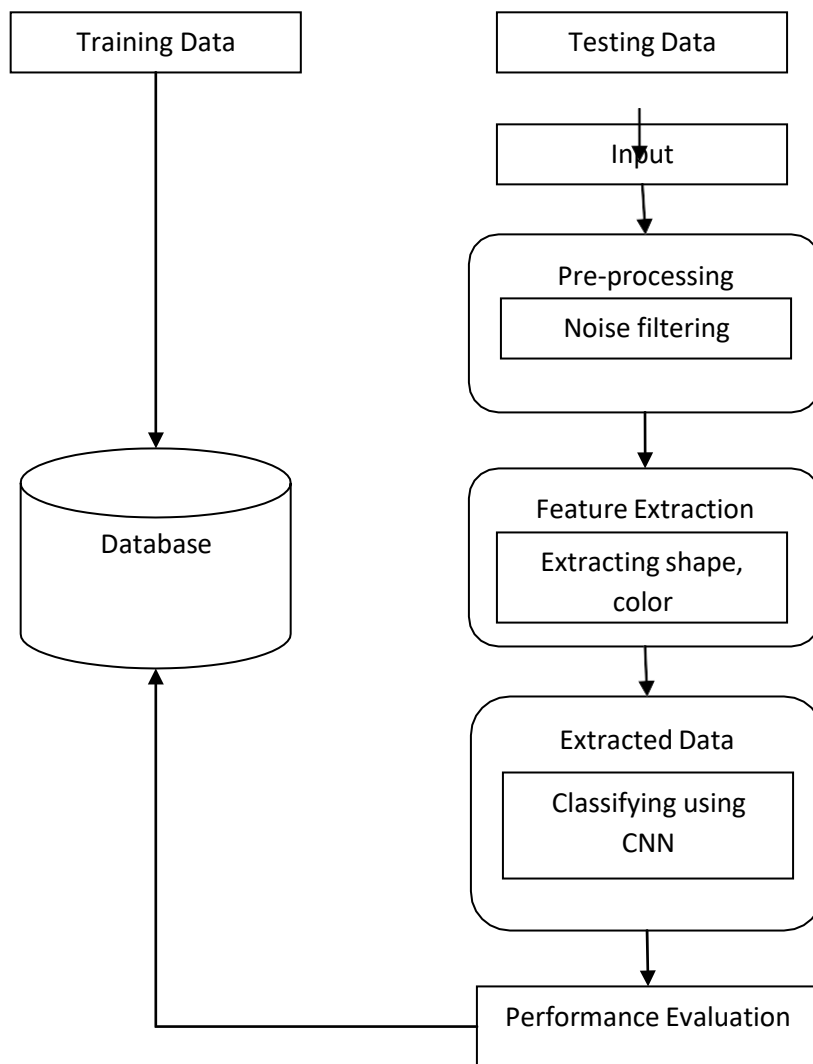 Training Data
Testing Data
Input
Pre-processing
Noise filtering
Database
Feature Extraction
Extracting shape,
color
Extracted Data
Classifying using
CNN
Performance Evaluation